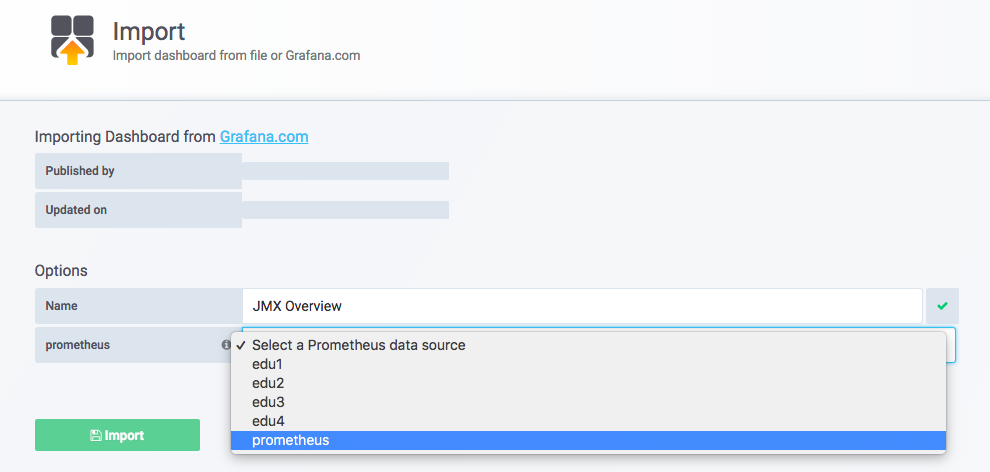 Import
Import dashboard from file or Grafana.com
Importing Dashboard from Grafana.com
Published by
Updated on
Options
Name
JMX Overview
prometheus
Select a Prometheus data source
edu1
edu2
edu3
edu4
prometheus
Import